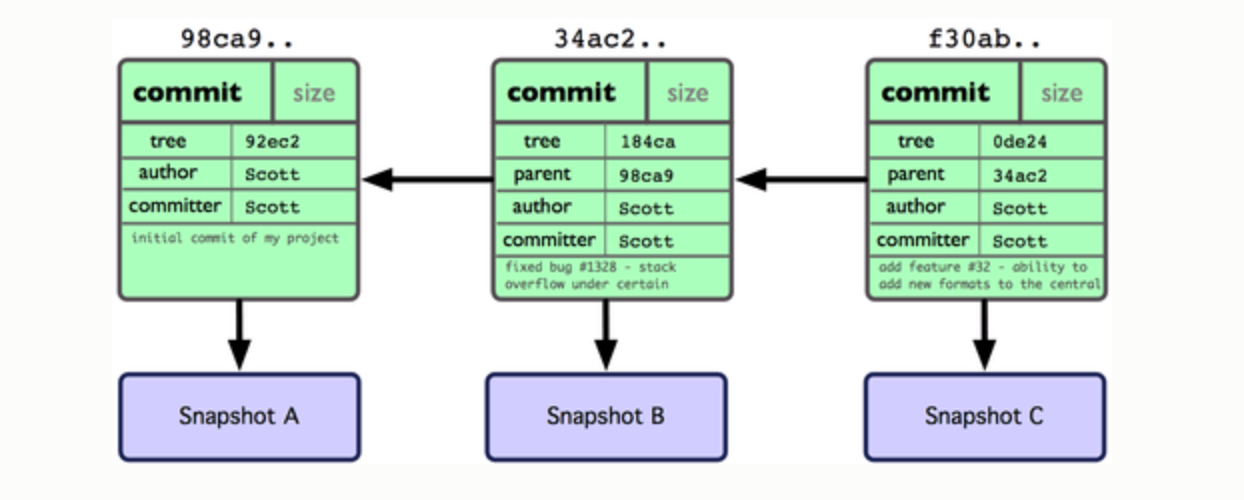 98ca9.. 34ac2.. f30ab..
commit size
tree 92ec2
author Scott
committer Scott
initial commit of my project
commit size
tree 184ca
parent 98ca9
author Scott
committer Scott
fixed bug #1328 - stack
overflow under certain
commit size
tree 0de24
parent 34ac2
author Scott
committer Scott
add feature #32 - ability to
add new formats to the central
Snapshot A
Snapshot B
Snapshot C